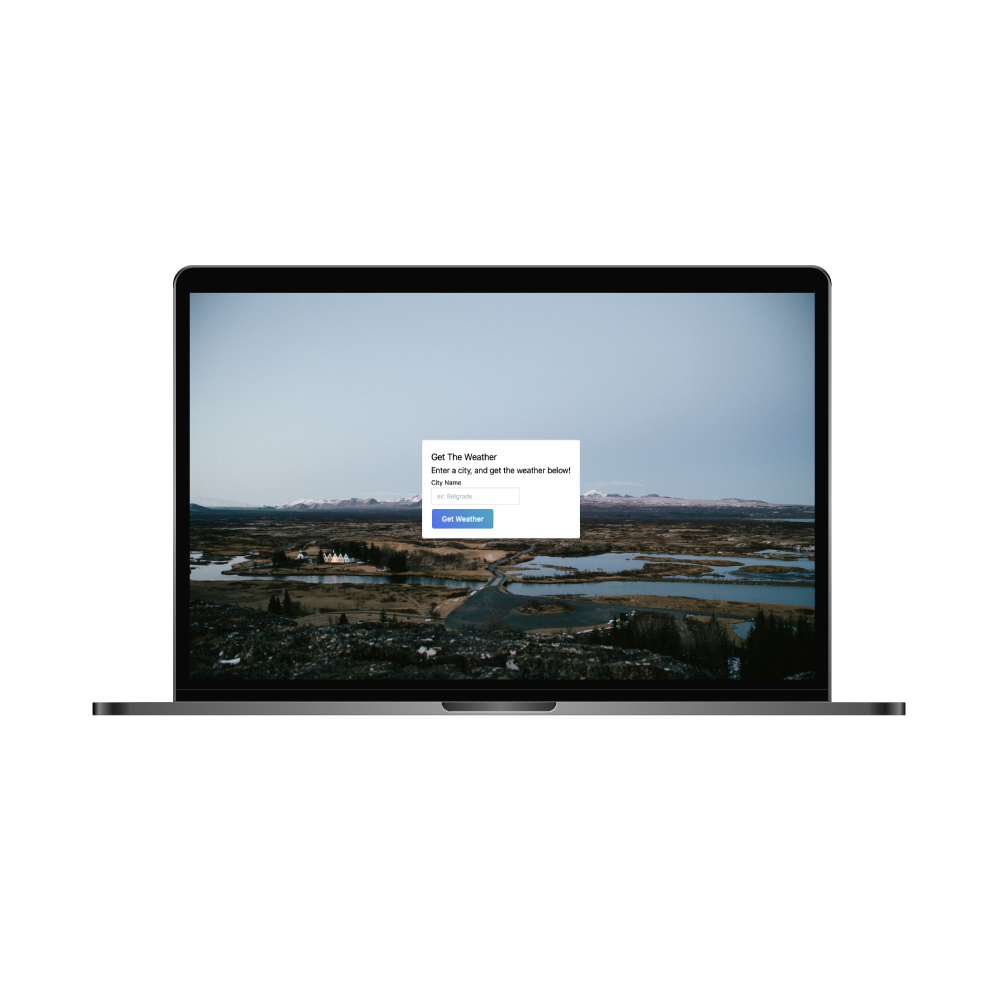 Get The Weather
Enter a city, and get the weather below!
City Name
ex: Belgrade
Get Weather